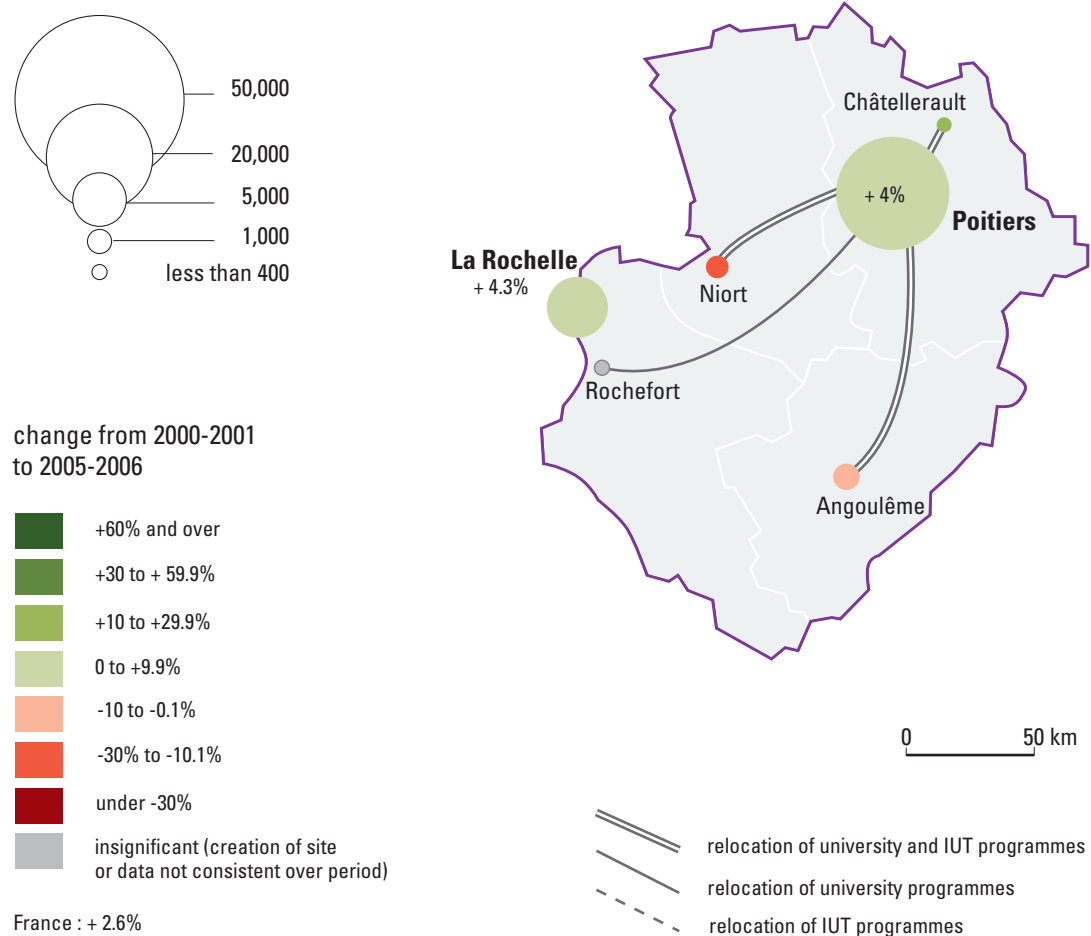 50,000
20,000
5,000
1,000
less than 400
Châtellerault
+ 4%
Poitiers
La Rochelle
+ 4.3%
Niort
Rochefort
Angoulême
change from 2000-2001
to 2005-2006
+60% and over
+30 to + 59.9%
+10 to +29.9%
0 to +9.9%
-10 to -0.1%
-30% to -10.1%
under -30%
insignificant (creation of site
or data not consistent over period)
France : + 2.6%
0 50 km
relocation of university and IUT programmes
relocation of university programmes
relocation of IUT programmes